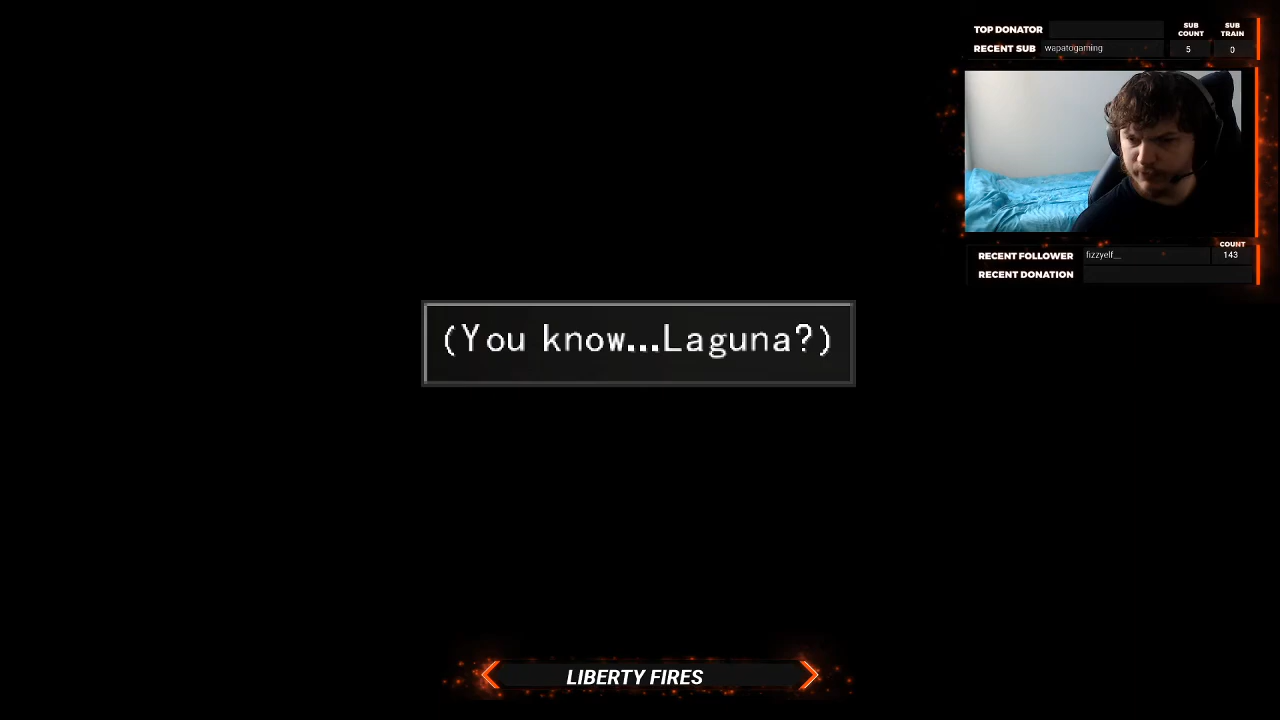 TOP DONATOR
SUB COUNT
SUB TRAIN
RECENT SUB wapatogaming 5 0
(You know...Laguna?)
COUNT
RECENT FOLLOWER fizzyelf__ 143
RECENT DONATION
LIBERTY FIRES